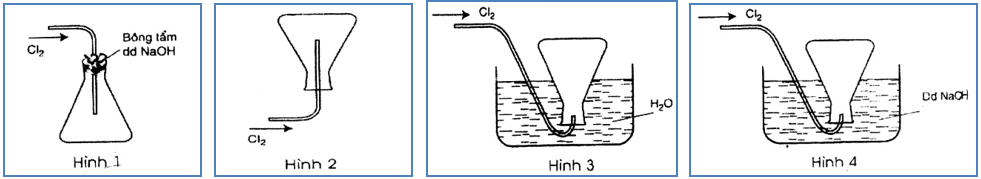 Cl2
Bông tẩm
dd NaOH
Hình 1
Cl2
Hình 2
Cl2
H2O
Hình 3
Cl2
Dd NaOH
Hình 4